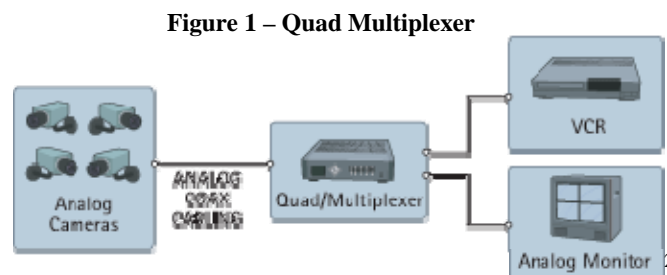 Figure 1 – Quad Multiplexer
VCR
ANALOG
COAX
CABLING
Quad/Multiplexer
Analog
Cameras
Analog Monitor